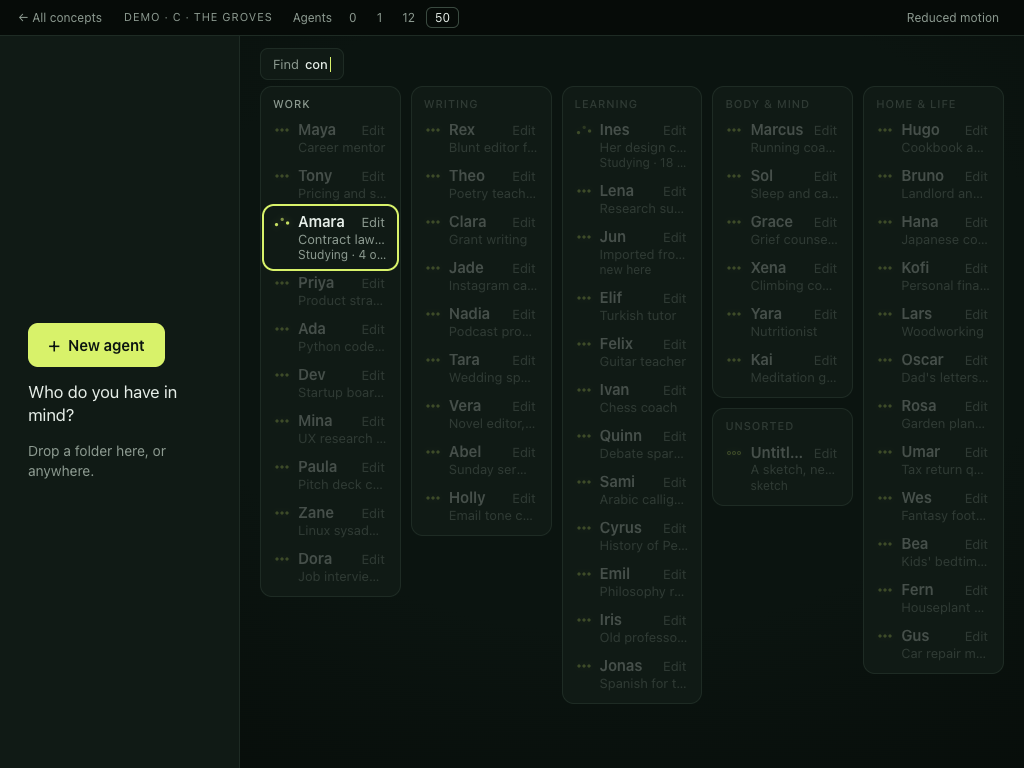 ← All concepts DEMO · C · THE GROVES Agents 0 1 12 50 Reduced motion
+ New agent
Who do you have in
mind?
Drop a folder here, or
anywhere.
Find con
WORK
Maya Edit
Career mentor
Tony Edit
Pricing and s...
Amara Edit
Contract law...
Studying · 4 o...
Priya Edit
Product stra...
Ada Edit
Python code...
Dev Edit
Startup boar...
Mina Edit
UX research ...
Paula Edit
Pitch deck c...
Zane Edit
Linux sysad...
Dora Edit
Job intervie...
WRITING
Rex Edit
Blunt editor f...
Theo Edit
Poetry teach...
Clara Edit
Grant writing
Jade Edit
Instagram ca...
Nadia Edit
Podcast pro...
Tara Edit
Wedding sp...
Vera Edit
Novel editor,...
Abel Edit
Sunday ser...
Holly Edit
Email tone c...
LEARNING
Ines Edit
Her design c...
Studying · 18 ...
Lena Edit
Research su...
Jun Edit
Imported fro...
new here
Elif Edit
Turkish tutor
Felix Edit
Guitar teacher
Ivan Edit
Chess coach
Quinn Edit
Debate spar...
Sami Edit
Arabic callig...
Cyrus Edit
History of Pe...
Emil Edit
Philosophy r...
Iris Edit
Old professo...
Jonas Edit
Spanish for t...
BODY & MIND
Marcus Edit
Running coa...
Sol Edit
Sleep and ca...
Grace Edit
Grief counse...
Xena Edit
Climbing co...
Yara Edit
Nutritionist
Kai Edit
Meditation g...
UNSORTED
Untitl... Edit
A sketch, ne...
sketch
HOME & LIFE
Hugo Edit
Cookbook a...
Bruno Edit
Landlord an...
Hana Edit
Japanese co...
Kofi Edit
Personal fina...
Lars Edit
Woodworking
Oscar Edit
Dad's letters...
Rosa Edit
Garden plan...
Umar Edit
Tax return q...
Wes Edit
Fantasy foot...
Bea Edit
Kids' bedtim...
Fern Edit
Houseplant ...
Gus Edit
Car repair m...